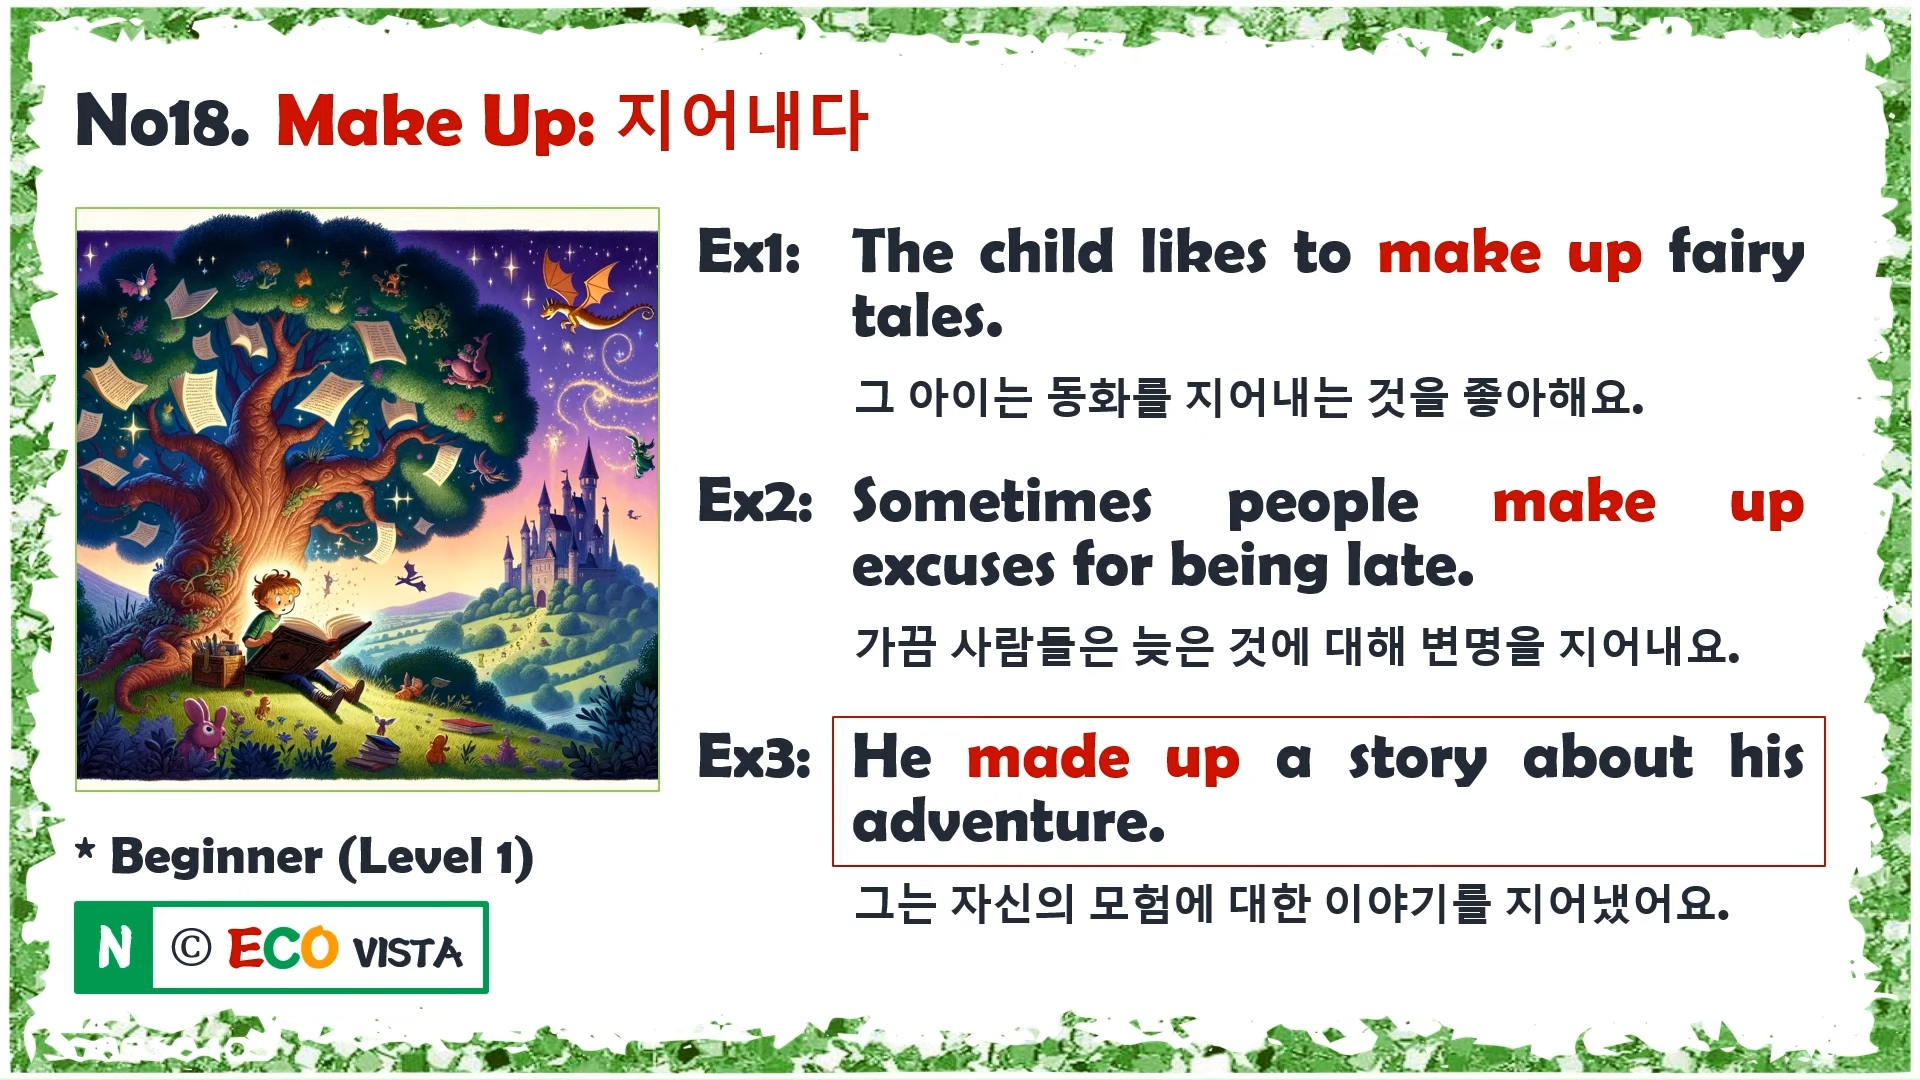 No18. Make Up: 지어내다
Ex1: The child likes to make up fairy
tales.
그 아이는 동화를 지어내는 것을 좋아해요.
Ex2: Sometimes people make up
excuses for being late.
가끔 사람들은 늦은 것에 대해 변명을 지어내요.
Ex3: He made up a story about his
adventure.
그는 자신의 모험에 대한 이야기를 지어냈어요.
* Beginner (Level 1)
N © ECO VISTA